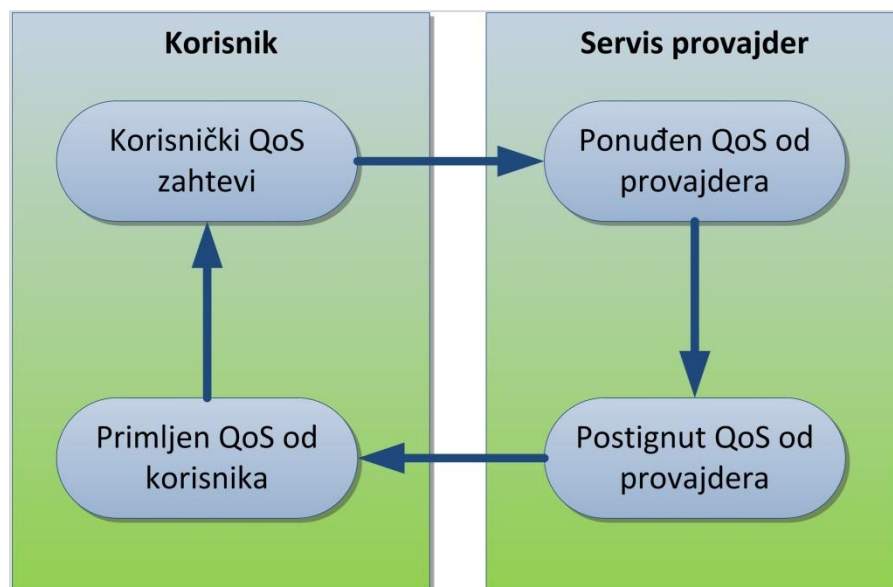 Korisnik
Korisnički QoS
zahtevi
Primljen QoS od
korisnika
Servis provajder
Ponuđen QoS od
provajdera
Postignut QoS od
provajdera